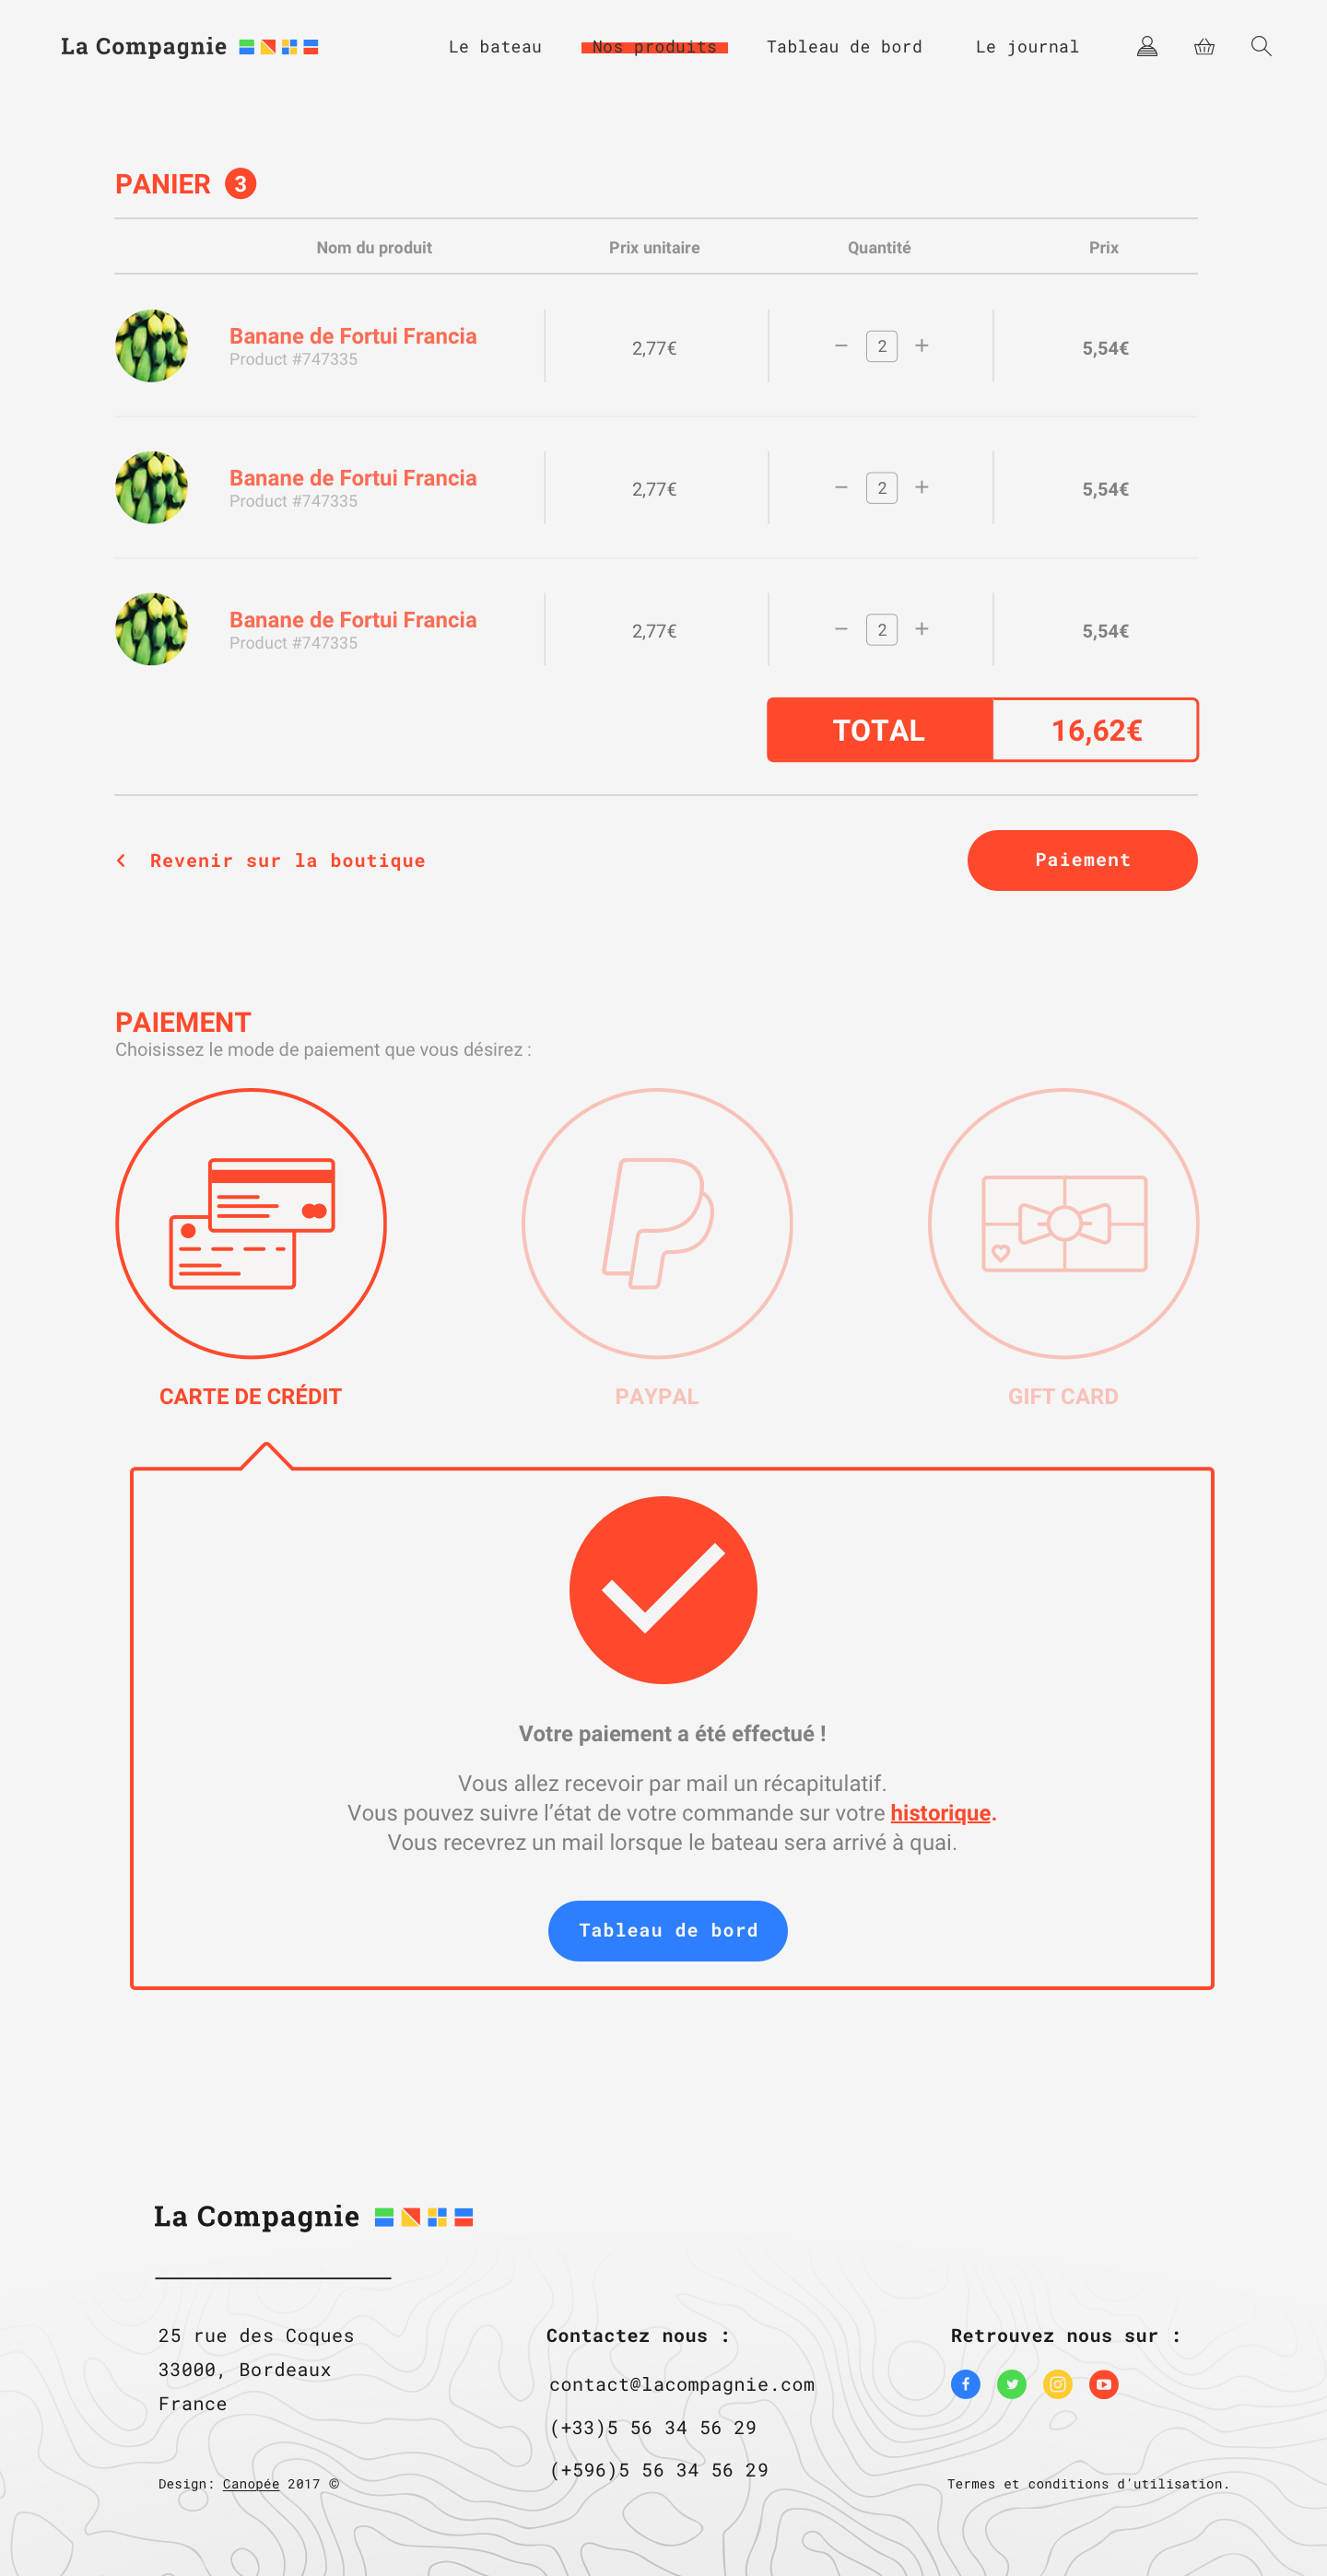 La Compagnie
Le bateau
Nos produits
Tableau de bord
Le journal
PANIER 3
Nom du produit
Prix unitaire
Quantité
Prix
Banane de Fortui Francia
Product #747335
2,77€
2
5,54€
Banane de Fortui Francia
Product #747335
2,77€
2
5,54€
Banane de Fortui Francia
Product #747335
2,77€
2
5,54€
TOTAL
16,62€
Revenir sur la boutique
Paiement
PAIEMENT
Choisissez le mode de paiement que vous désirez :
CARTE DE CRÉDIT
PAYPAL
GIFT CARD
Votre paiement a été effectué !
Vous allez recevoir par mail un récapitulatif.
Vous pouvez suivre l’état de votre commande sur votre historique.
Vous recevrez un mail lorsque le bateau sera arrivé à quai.
Tableau de bord
La Compagnie
25 rue des Coques
33000, Bordeaux
France
Contactez nous :
contact@lacompagnie.com
(+33)5 56 34 56 29
(+596)5 56 34 56 29
Retrouvez nous sur :
Design: Canopée 2017 ©
Termes et conditions d’utilisation.